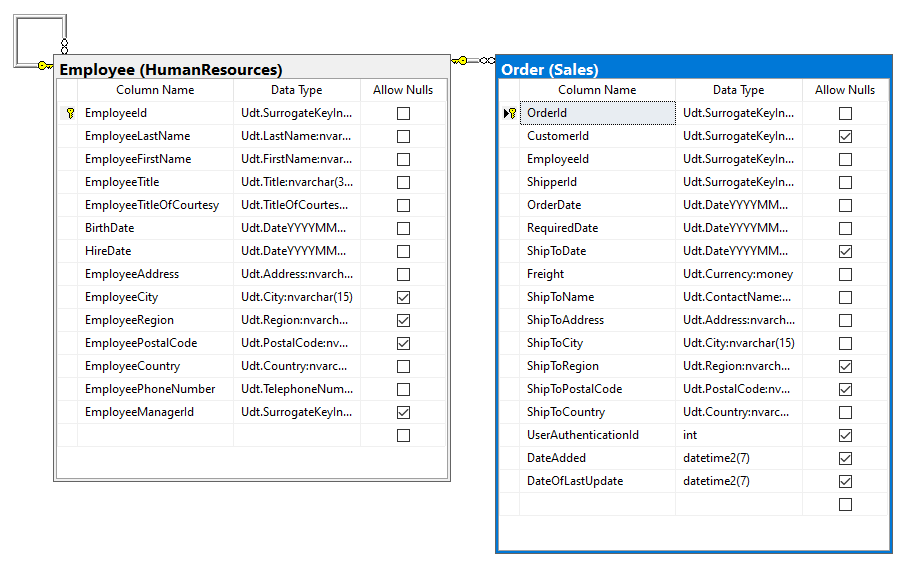 Employee (HumanResources)
Column Name Data Type Allow Nulls
EmployeeId Udt.SurrogateKeyIn...
EmployeeLastName Udt.LastName:nvar...
EmployeeFirstName Udt.FirstName:nvar...
EmployeeTitle Udt.Title:nvarchar(3...
EmployeeTitleOfCourtesy Udt.TitleOfCourtes...
BirthDate Udt.DateYYYYMM...
HireDate Udt.DateYYYYMM...
EmployeeAddress Udt.Address:nvarch...
EmployeeCity Udt.City:nvarchar(15)
EmployeeRegion Udt.Region:nvarch...
EmployeePostalCode Udt.PostalCode:nv...
EmployeeCountry Udt.Country:nvarc...
EmployeePhoneNumber Udt.TelephoneNum...
EmployeeManagerId Udt.SurrogateKeyIn...
Order (Sales)
Column Name Data Type Allow Nulls
OrderId Udt.SurrogateKeyIn...
CustomerId Udt.SurrogateKeyIn...
EmployeeId Udt.SurrogateKeyIn...
ShipperId Udt.SurrogateKeyIn...
OrderDate Udt.DateYYYYMM...
RequiredDate Udt.DateYYYYMM...
ShipToDate Udt.DateYYYYMM...
Freight Udt.Currency:money
ShipToName Udt.ContactName:...
ShipToAddress Udt.Address:nvarch...
ShipToCity Udt.City:nvarchar(15)
ShipToRegion Udt.Region:nvarch...
ShipToPostalCode Udt.PostalCode:nv...
ShipToCountry Udt.Country:nvarc...
UserAuthenticationId int
DateAdded datetime2(7)
DateOfLastUpdate datetime2(7)